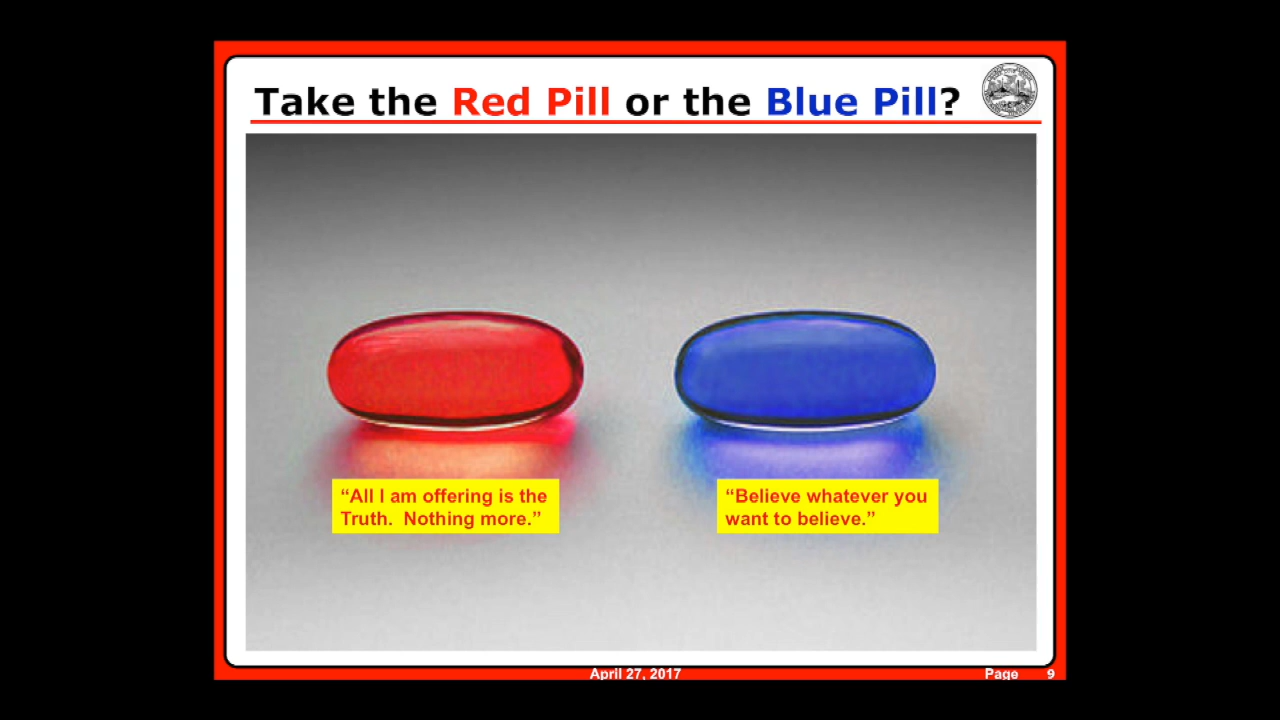 Take the Red Pill or the Blue Pill?
“All I am offering is the
Truth.  Nothing more.”
“Believe whatever you
want to believe.”
April 27, 2017
Page 9